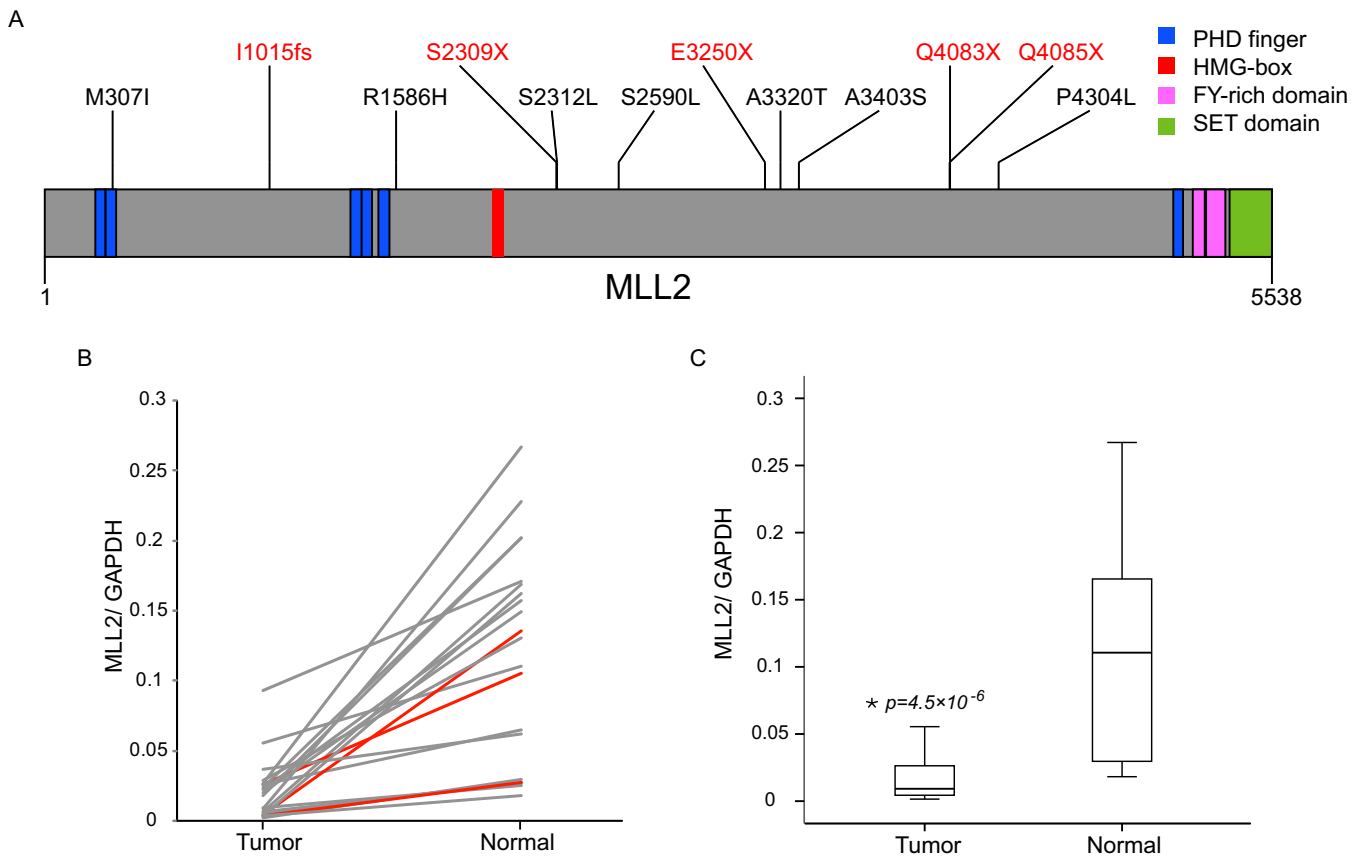 A
I1015fs S2309X E3250X Q4083X Q4085X
M307I R1586H S2312L S2590L A3320T A3403S P4304L
PHD finger
HMG-box
FY-rich domain
SET domain
MLL2
1 5538
B
MLL2/ GAPDH
0.3
0.25
0.2
0.15
0.1
0.05
0
Tumor Normal
C
MLL2/ GAPDH
0.3
0.25
0.2
0.15
0.1
0.05
0
* p=4.5×10⁻⁶
Tumor Normal